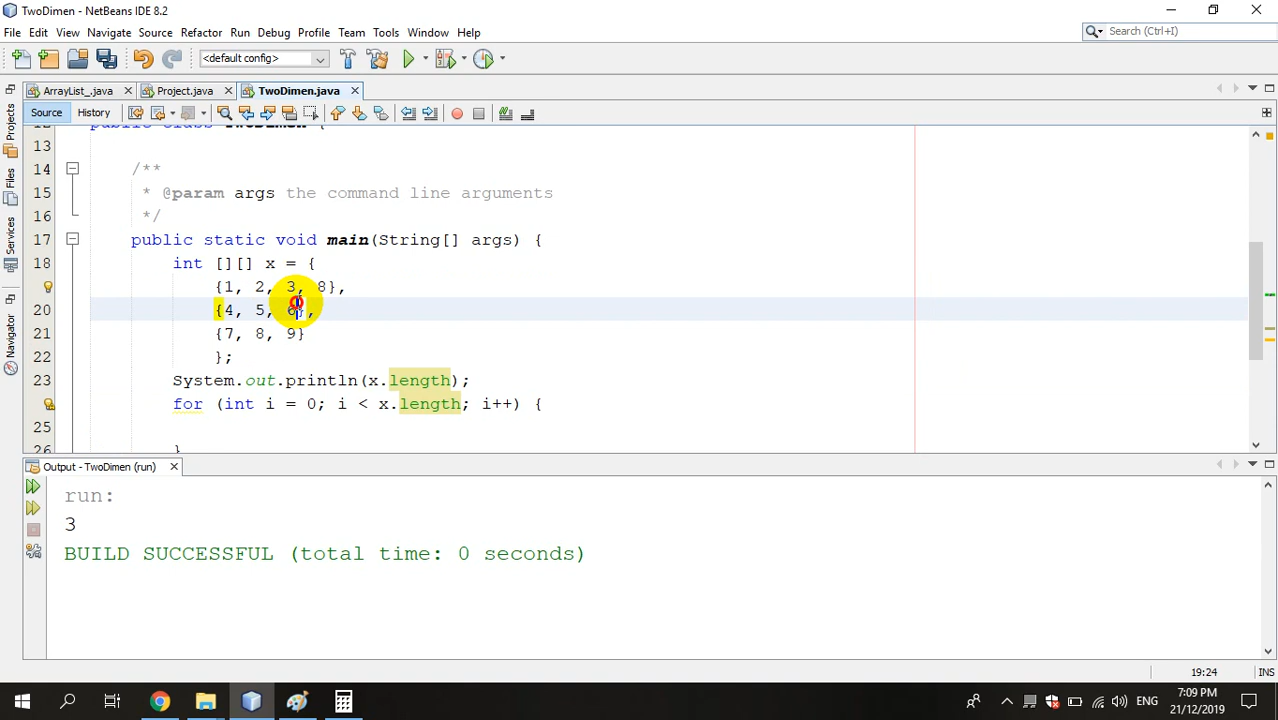 TwoDimen - NetBeans IDE 8.2
File Edit View Navigate Source Refactor Run Debug Profile Team Tools Window Help
Search (Ctrl+I)
<default config>
ArrayList_.java
Project.java
TwoDimen.java
Source History
Projects
Files
Services
Navigator
13
14 /**
15 * @param args the command line arguments
16 */
17 public static void main(String[] args) {
18 int [][] x = {
{1, 2, 3, 8},
20 {4, 5, 6},
21 {7, 8, 9}
22 };
23 System.out.println(x.length);
for (int i = 0; i < x.length; i++) {
25
26 }
Output - TwoDimen (run)
run:
3
BUILD SUCCESSFUL (total time: 0 seconds)
19:24 INS
ENG
7:09 PM
21/12/2019